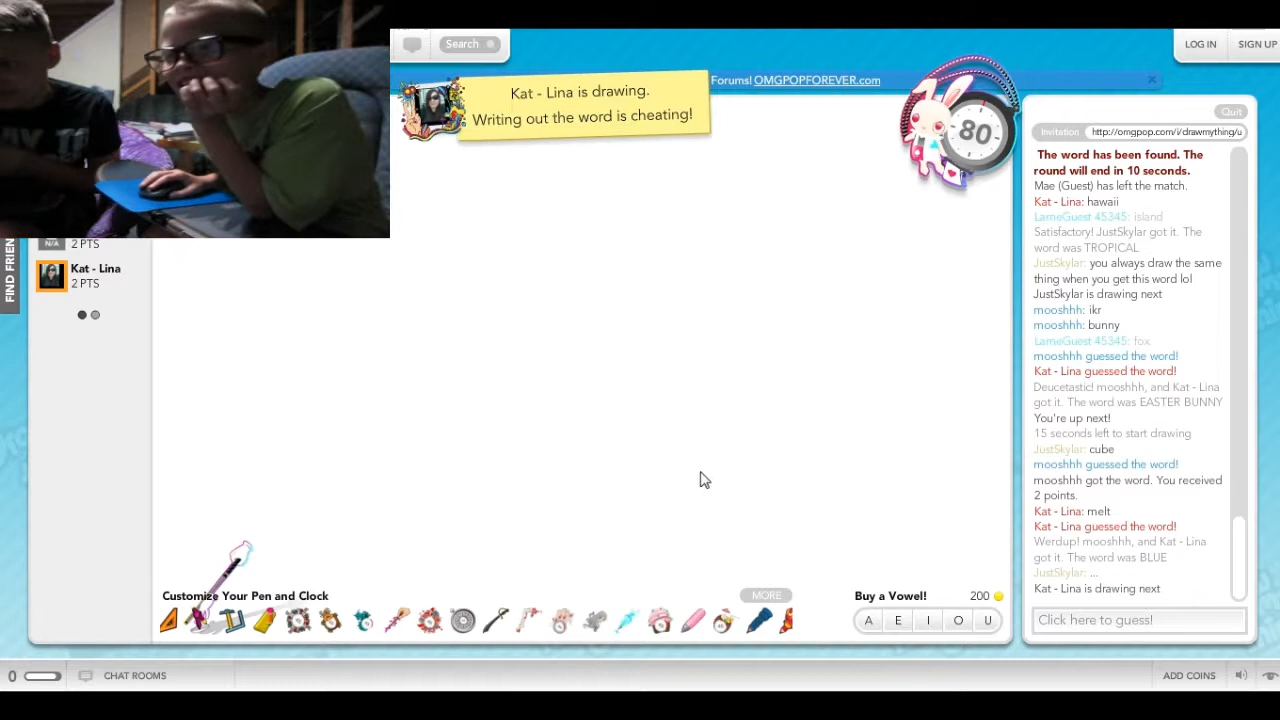 Search
LOG IN
SIGN UP
Forums! OMGPOPFOREVER.com
Kat - Lina is drawing.
Writing out the word is cheating!
80
Quit
Invitation http://omgpop.com/i/drawmything/u
The word has been found. The
round will end in 10 seconds.
Mae (Guest) has left the match.
Kat - Lina: hawaii
LameGuest 45345: island
Satisfactory! JustSkylar got it. The
word was TROPICAL
JustSkylar: you always draw the same
thing when you get this word lol
JustSkylar is drawing next
mooshhh: ikr
mooshhh: bunny
LameGuest 45345: fox
mooshhh guessed the word!
Kat - Lina guessed the word!
Deucetastic! mooshhh, and Kat - Lina
got it. The word was EASTER BUNNY
You're up next!
15 seconds left to start drawing
JustSkylar: cube
mooshhh guessed the word!
mooshhh got the word. You received
2 points.
Kat - Lina: melt
Kat - Lina guessed the word!
Werdup! mooshhh, and Kat - Lina
got it. The word was BLUE
JustSkylar: ...
Kat - Lina is drawing next
Click here to guess!
FIND FRIEN
N/A
2 PTS
Kat - Lina
2 PTS
Customize Your Pen and Clock
MORE
Buy a Vowel!
200
A E I O U
0
CHAT ROOMS
ADD COINS